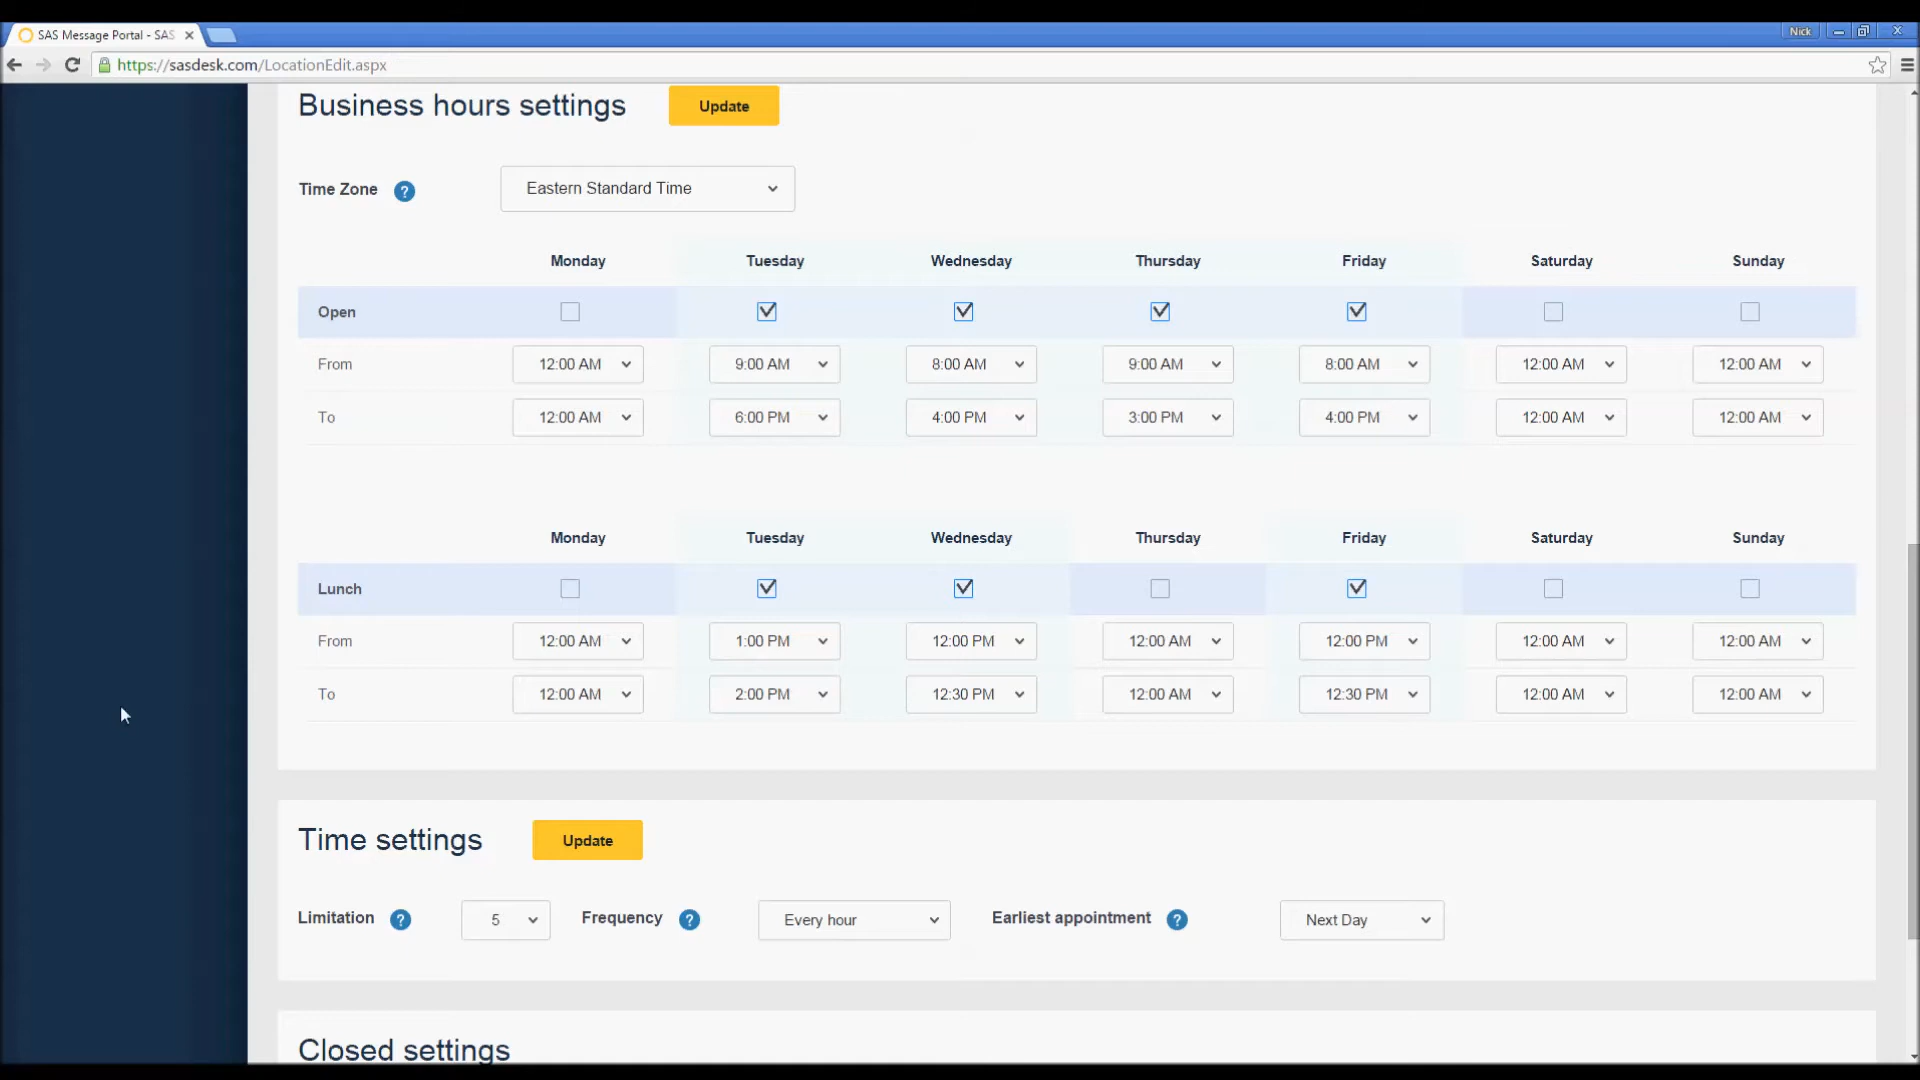 SAS Message Portal - SAS
Nick
https://sasdesk.com/LocationEdit.aspx
Business hours settings Update
Time Zone ? Eastern Standard Time
Monday Tuesday Wednesday Thursday Friday Saturday Sunday
Open
From 12:00 AM 9:00 AM 8:00 AM 9:00 AM 8:00 AM 12:00 AM 12:00 AM
To 12:00 AM 6:00 PM 4:00 PM 3:00 PM 4:00 PM 12:00 AM 12:00 AM
Monday Tuesday Wednesday Thursday Friday Saturday Sunday
Lunch
From 12:00 AM 1:00 PM 12:00 PM 12:00 AM 12:00 PM 12:00 AM 12:00 AM
To 12:00 AM 2:00 PM 12:30 PM 12:00 AM 12:30 PM 12:00 AM 12:00 AM
Time settings Update
Limitation ? 5 Frequency ? Every hour Earliest appointment ? Next Day
Closed settings